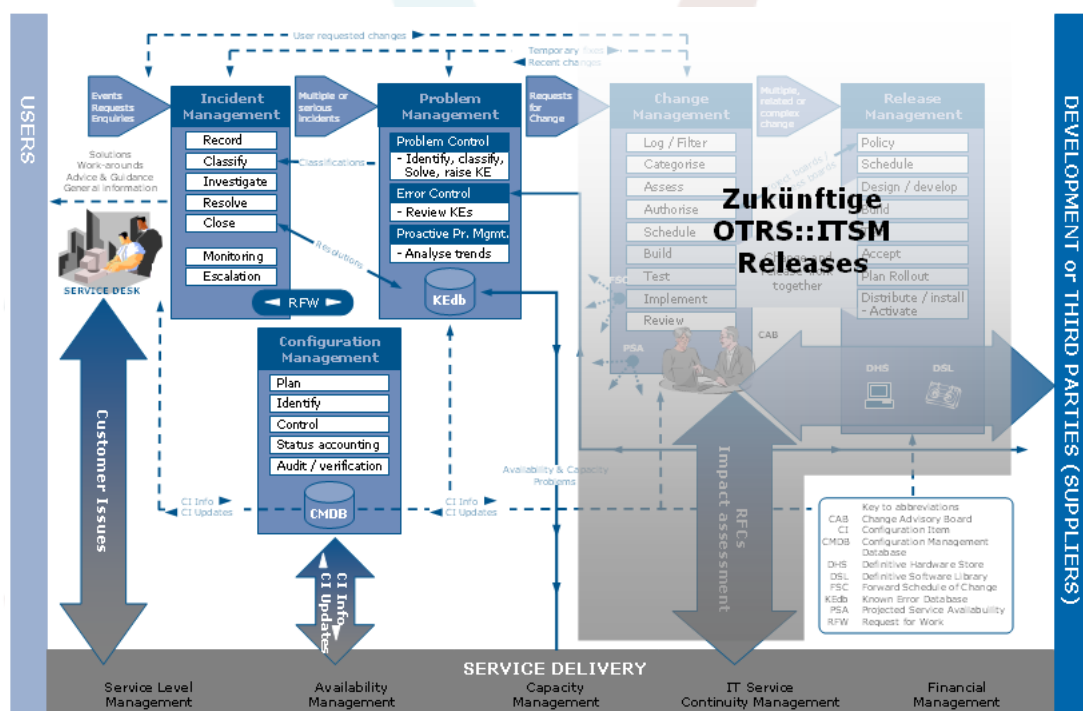 USERS
User requested changes
Temporary fixes
Recent changes
Events
Requests
Enquiries
Incident
Management
Record
Classify
Investigate
Resolve
Close
Monitoring
Escalation
Multiple or
serious
incidents
Problem
Management
Problem Control
- Identify, classify,
Solve, raise KE
Error Control
- Review KEs
Proactive Pr. Mgmt.
- Analyse trends
KEdb
Requests
for
Change
Change
Management
Log / Filter
Categorise
Assess
Authorise
Schedule
Build
Test
Implement
Review
Multiple,
related or
complex
change
Release
Management
Policy
Schedule
Design / develop
Build
Accept
Plan Rollout
Distribute / install
- Activate
Zukünftige
OTRS::ITSM
Releases
together
Solutions
Work-arounds
Advice & Guidance
General information
SERVICE DESK
Classifications
Resolutions
RFW
FSC
PSA
CAB
DHS
DSL
Configuration
Management
Plan
Identify
Control
Status accounting
Audit / verification
CMDB
CI Info
CI Updates
CI Info
CI Updates
Availability & Capacity
Problems
Customer Issues
CI Info
CI Updates
RFCs
Impact assessment
Key to abbreviations
CAB Change Advisory Board
CI Configuration Item
CMDB Configuration Management
Database
DHS Definitive Hardware Store
DSL Definitive Software Library
FSC Forward Schedule of Change
KEdb Known Error Database
PSA Projected Service Availability
RFW Request for Work
DEVELOPMENT or THIRD PARTIES (SUPPLIERS)
SERVICE DELIVERY
Service Level
Management
Availability
Management
Capacity
Management
IT Service
Continuity Management
Financial
Management